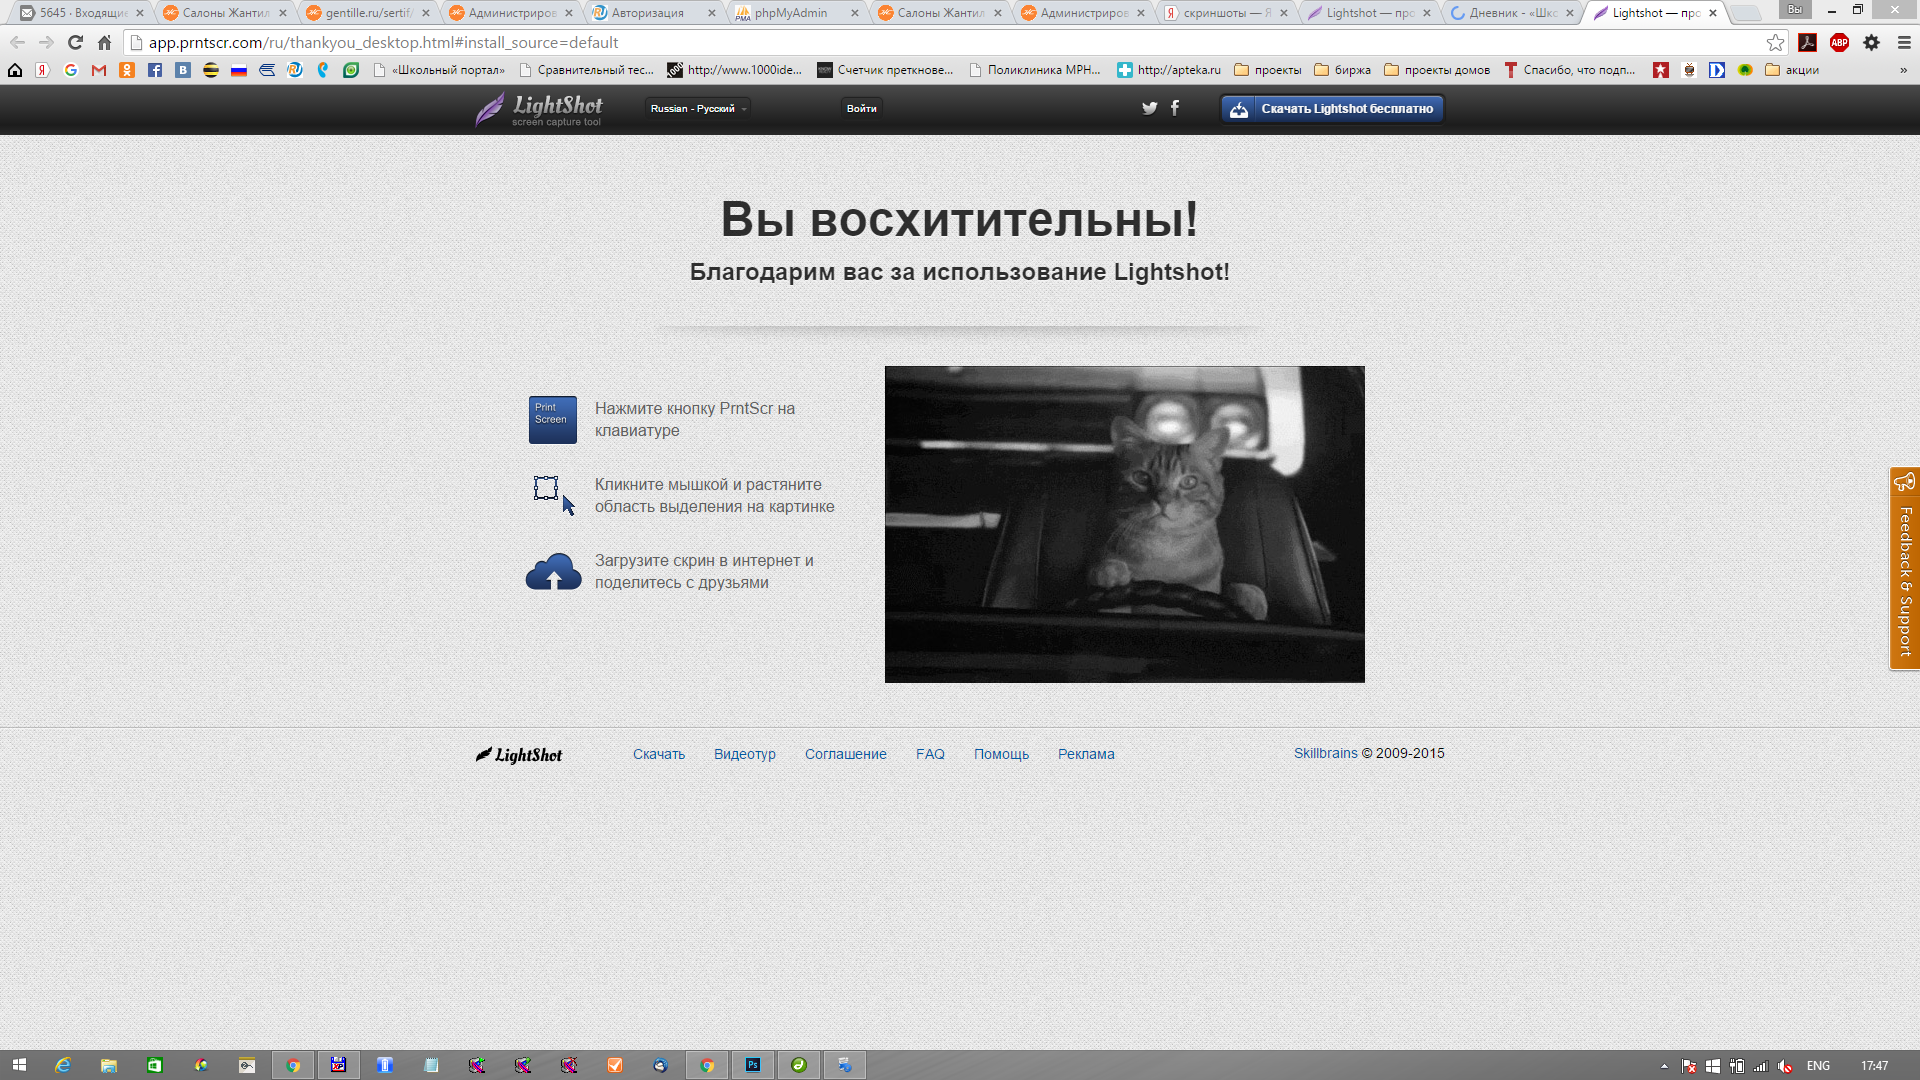 5645 · Входящие
Салоны Жантил
gentille.ru/sertif/
Администриров
Авторизация
phpMyAdmin
Салоны Жантил
Администриров
скриншоты — Я
Lightshot — про
Дневник - «Шко
Lightshot — про
Вы
app.prntscr.com/ru/thankyou_desktop.html#install_source=default
ABP
«Школьный портал»
Сравнительный тес...
http://www.1000ide...
Счетчик преткнове...
Поликлиника МРН...
http://apteka.ru
проекты
биржа
проекты домов
Спасибо, что подп...
акции
»
LightShot
screen capture tool
Russian - Русский
Войти
Скачать Lightshot бесплатно
Вы восхитительны!
Благодарим вас за использование Lightshot!
Print
Screen
Нажмите кнопку PrntScr на
клавиатуре
Кликните мышкой и растяните
область выделения на картинке
Загрузите скрин в интернет и
поделитесь с друзьями
Feedback & Support
LightShot
Скачать
Видеотур
Соглашение
FAQ
Помощь
Реклама
Skillbrains © 2009-2015
Ps
ENG
17:47